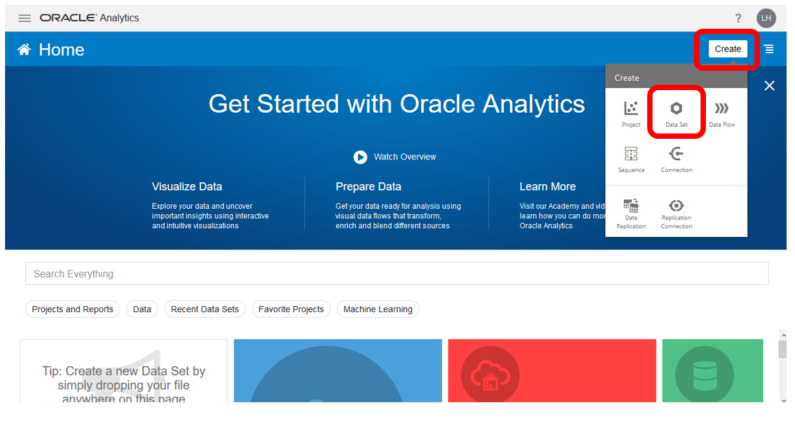 ORACLE Analytics
?
LH
Home
Create
Create
Project
Data Set
Data Flow
Sequence
Connection
Data
Replication
Replication
Connection
Get Started with Oracle Analytics
Watch Overview
Visualize Data
Explore your data and uncover
important insights using interactive
and intuitive visualizations
Prepare Data
Get your data ready for analysis using
visual data flows that transform,
enrich and blend different sources
Learn More
Visit our Academy and vid
learn how you can do mor
Oracle Analytics
Search Everything
Projects and Reports
Data
Recent Data Sets
Favorite Projects
Machine Learning
Tip: Create a new Data Set by
simply dropping your file
anywhere on this page